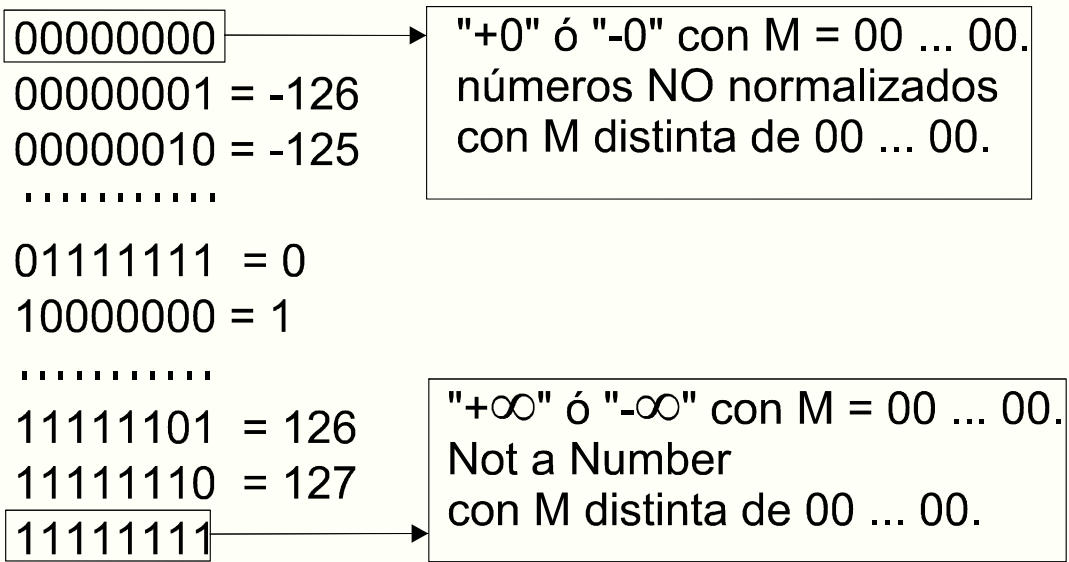 00000000
"+0" ó "-0" con M = 00 ... 00.
números NO normalizados
con M distinta de 00 ... 00.
00000001 = -126
00000010 = -125
...........
01111111 = 0
10000000 = 1
...........
11111101 = 126
11111110 = 127
11111111
"+∞" ó "-∞" con M = 00 ... 00.
Not a Number
con M distinta de 00 ... 00.